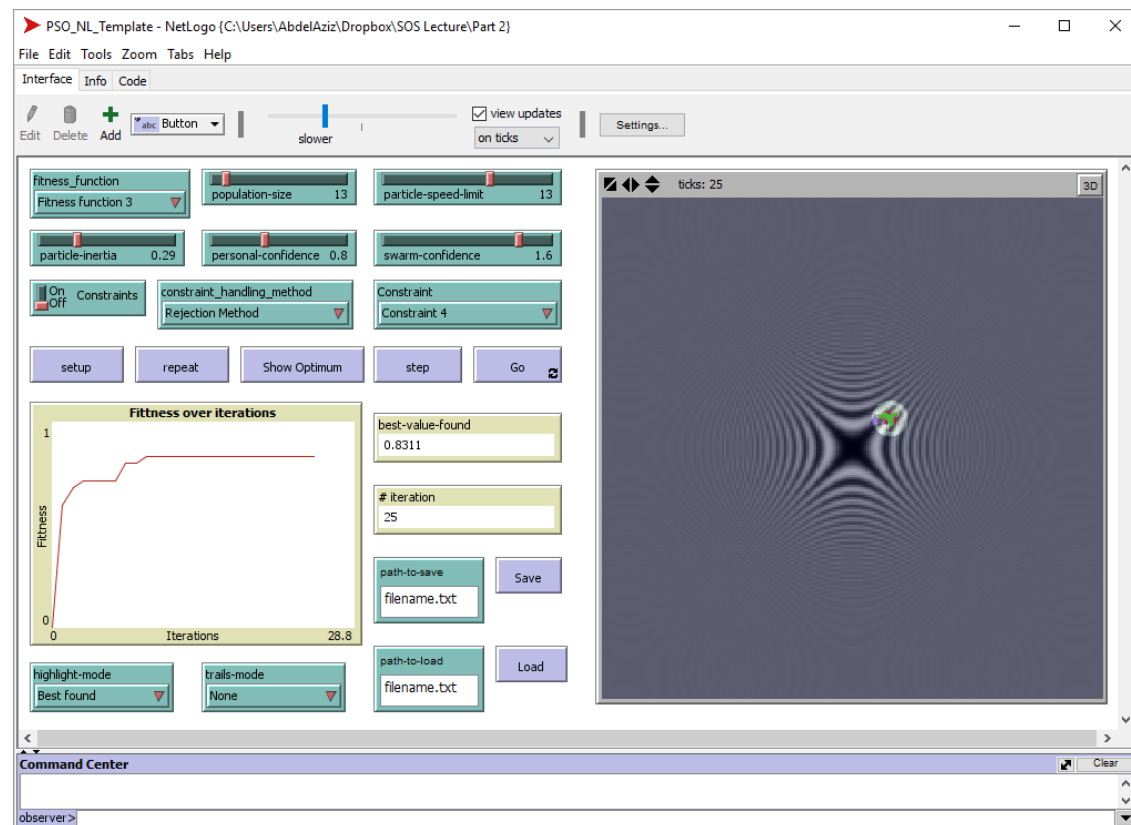 PSO_NL_Template - NetLogo {C:\Users\AbdelAziz\Dropbox\SOS Lecture\Part 2}
File Edit Tools Zoom Tabs Help
Interface Info Code
Edit Delete Add abc Button slower view updates on ticks Settings...
fitness_function
Fitness function 3
population-size 13
particle-speed-limit 13
particle-inertia 0.29
personal-confidence 0.8
swarm-confidence 1.6
On
Off
Constraints
constraint_handling_method
Rejection Method
Constraint
Constraint 4
setup repeat Show Optimum step Go
Fittness over iterations
1
Fittness
0
0 Iterations 28.8
best-value-found
0.8311
# iteration
25
path-to-save
filename.txt
Save
path-to-load
filename.txt
Load
highlight-mode
Best found
trails-mode
None
ticks: 25
3D
Command Center Clear
observer>